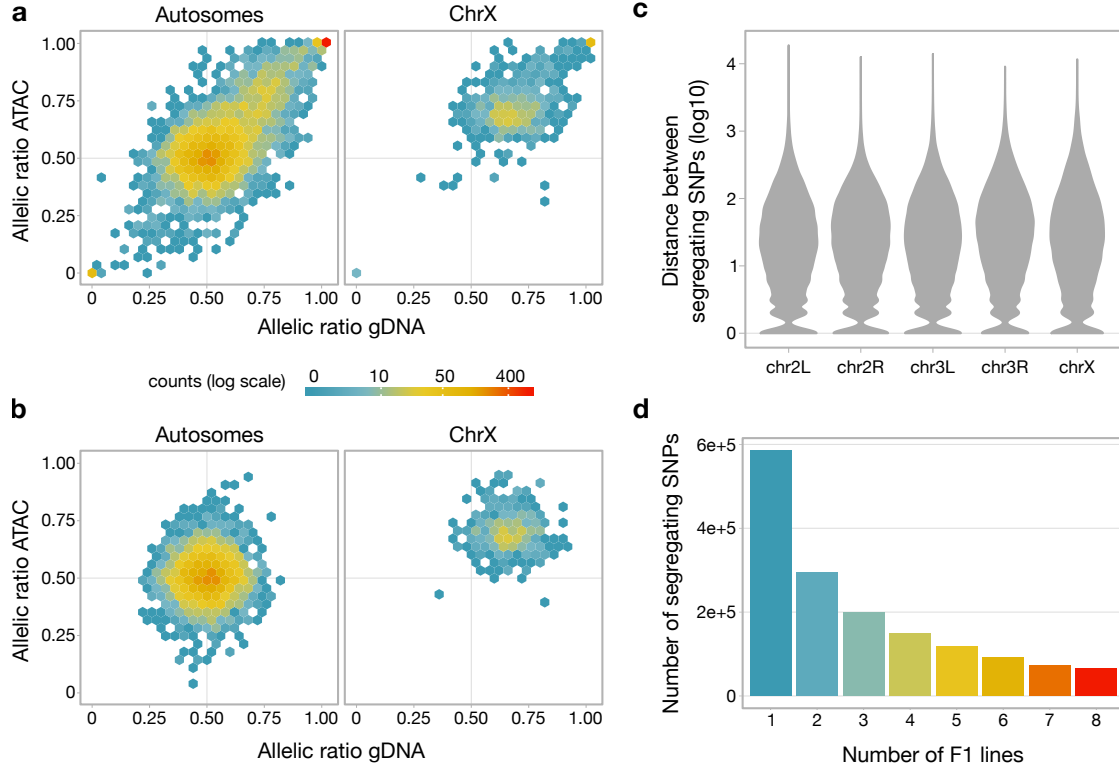 a
Autosomes
ChrX
Allelic ratio ATAC
1.00
0.75
0.50
0.25
0
0 0.25 0.50 0.75 1.00
0 0.25 0.50 0.75 1.00
Allelic ratio gDNA
counts (log scale)
0 10 50 400
b
Autosomes
ChrX
Allelic ratio ATAC
1.00
0.75
0.50
0.25
0
0 0.25 0.50 0.75 1.00
0 0.25 0.50 0.75 1.00
Allelic ratio gDNA
c
Distance between
segregating SNPs (log10)
4
3
2
1
0
chr2L chr2R chr3L chr3R chrX
d
Number of segregating SNPs
6e+5
4e+5
2e+5
0
1 2 3 4 5 6 7 8
Number of F1 lines